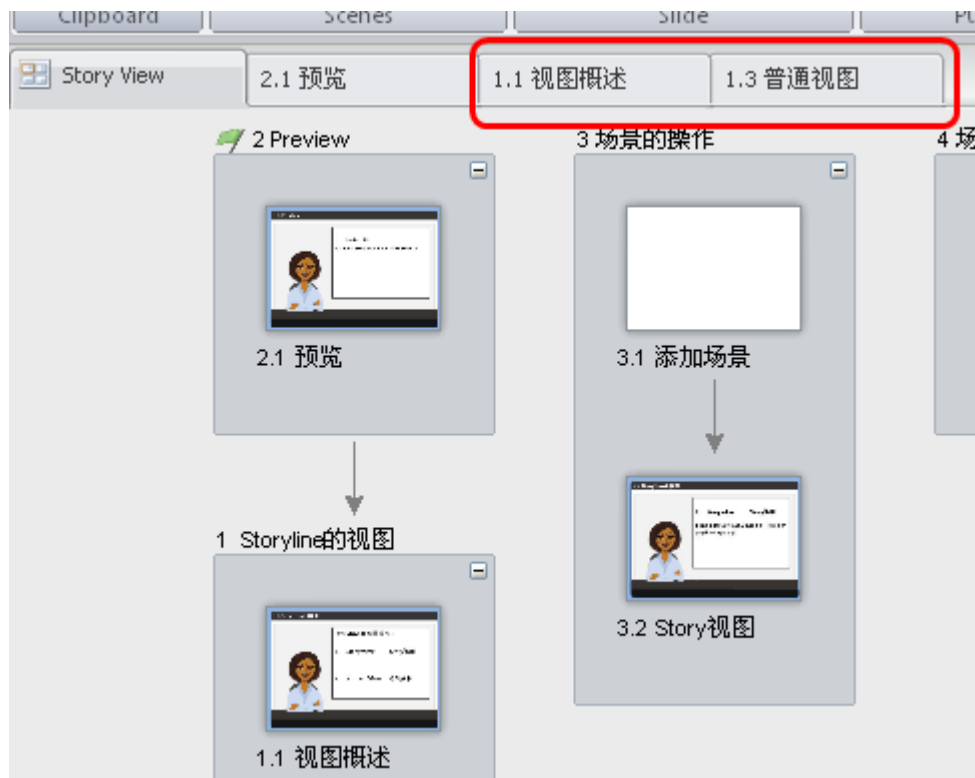 Clipboard Scenes Slide
Story View 2.1 预览 1.1 视图概述 1.3 普通视图
2 Preview 3 场景的操作 4 场
2.1 预览 3.1 添加场景
1 Storyline的视图
3.2 Story视图
1.1 视图概述